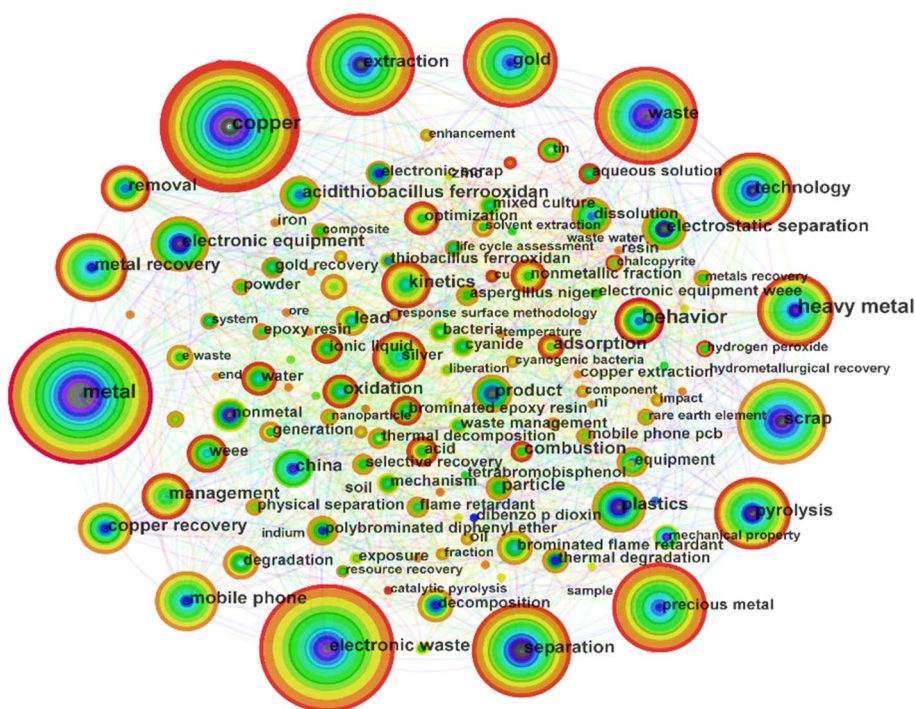 extraction
gold
copper
waste
enhancement
tin
electronic scrap
zinc
aqueous solution
removal
acidithiobacillus ferrooxidan
technology
mixed culture
iron
optimization
dissolution
composite
solvent extraction
electrostatic separation
electronic equipment
waste water
life cycle assessment
resin
metal recovery
gold recovery
thiobacillus ferrooxidan
chalcopyrite
cu
nonmetallic fraction
metals recovery
powder
kinetics
aspergillus niger
electronic equipment weee
heavy metal
ore
response surface methodology
behavior
system
lead
epoxy resin
bacteria
temperature
ionic liquid
cyanide
adsorption
hydrogen peroxide
e waste
silver
cyanogenic bacteria
liberation
copper extraction
hydrometallurgical recovery
end
water
metal
oxidation
product
component
impact
ni
nonmetal
nanoparticle
brominated epoxy resin
rare earth element
scrap
waste management
generation
thermal decomposition
mobile phone pcb
weee
acid
combustion
china
selective recovery
equipment
tetrabromobisphenol
soil
mechanism
particle
management
physical separation
flame retardant
plastics
pyrolysis
dibenzo p dioxin
copper recovery
indium
polybrominated diphenyl ether
oil
mechanical property
brominated flame retardant
fraction
degradation
exposure
thermal degradation
resource recovery
catalytic pyrolysis
sample
mobile phone
decomposition
precious metal
electronic waste
separation